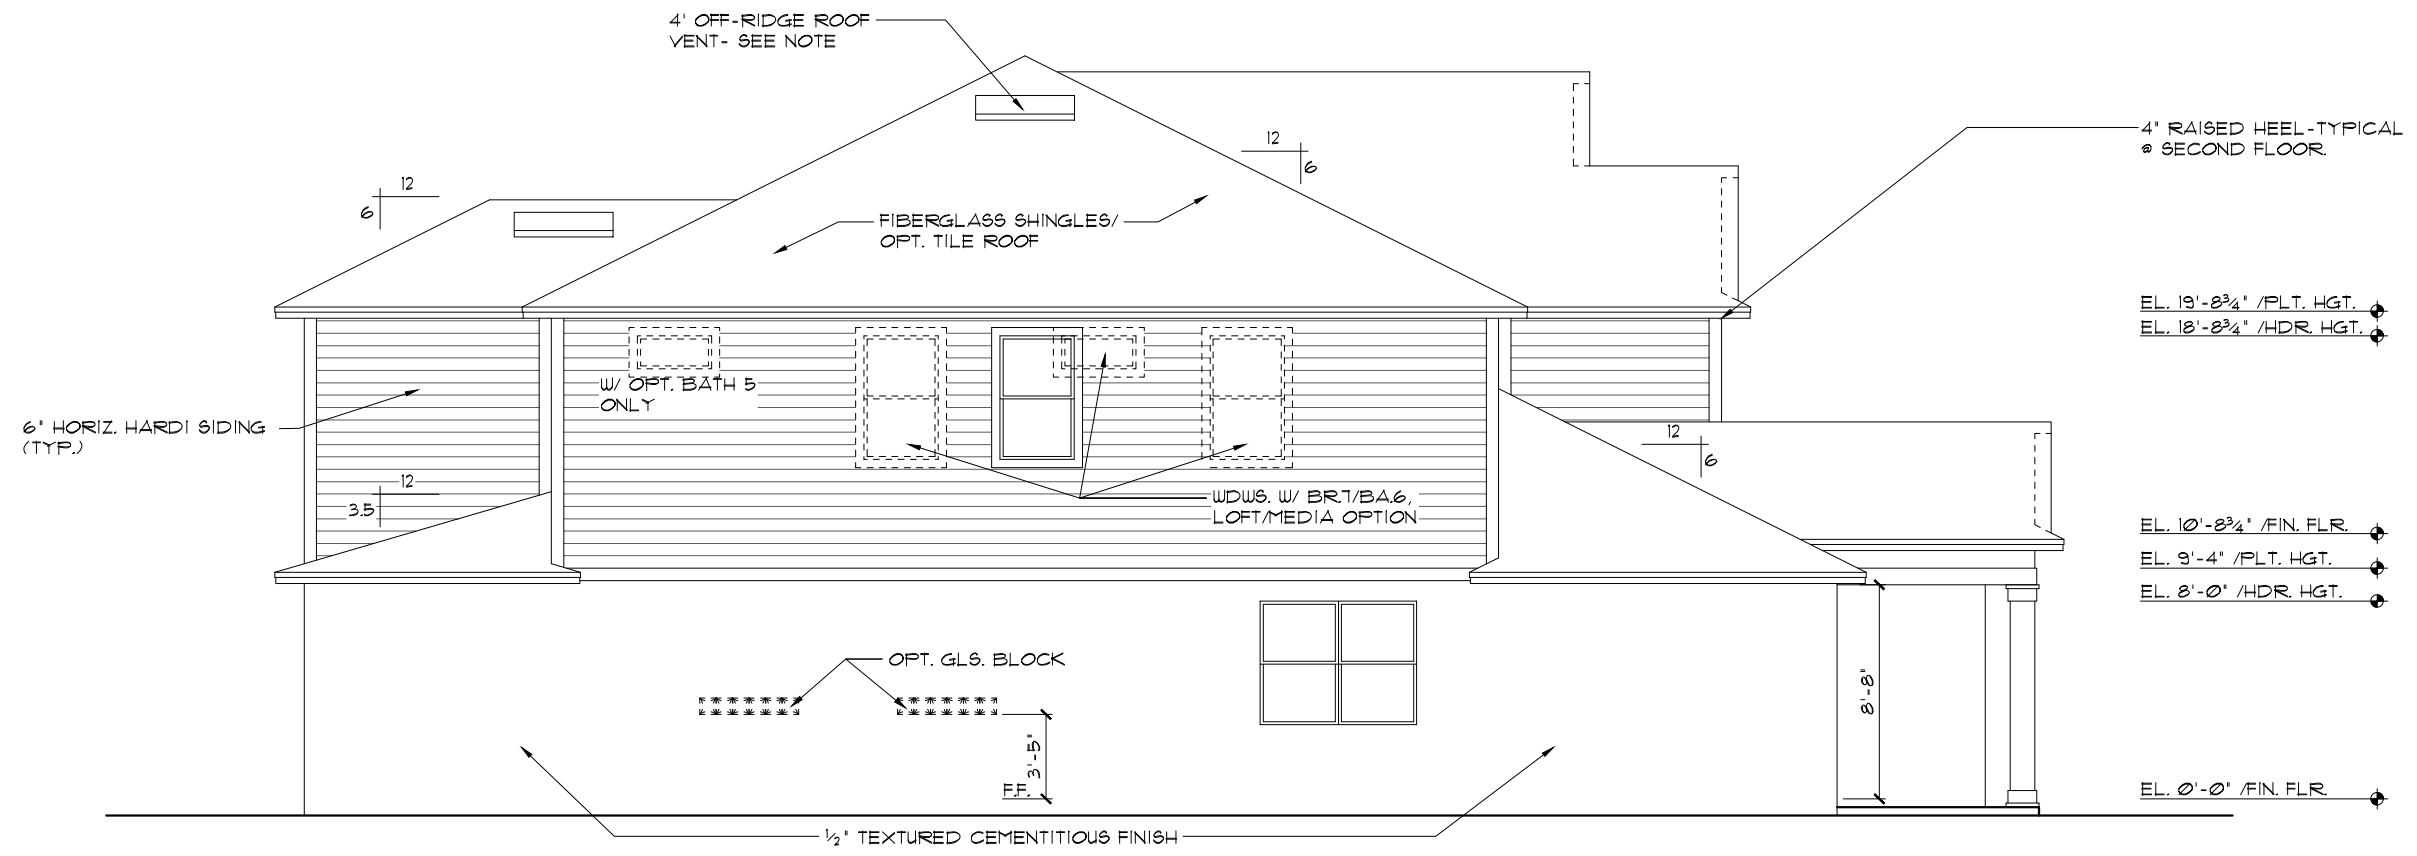 4' OFF-RIDGE ROOF
VENT- SEE NOTE
4" RAISED HEEL-TYPICAL
@ SECOND FLOOR.
12
6
12
6
FIBERGLASS SHINGLES/
OPT. TILE ROOF
EL. 19'-8¾" /PLT. HGT.
EL. 18'-8¾" /HDR. HGT.
W/ OPT. BATH 5
ONLY
6" HORIZ. HARDI SIDING
(TYP.)
12
6
12
3.5
WDWS. W/ BR.7/BA.6,
LOFT/MEDIA OPTION
EL. 10'-8¾" /FIN. FLR.
EL. 9'-4" /PLT. HGT.
EL. 8'-0" /HDR. HGT.
OPT. GLS. BLOCK
8'-8"
3'-5"
F.F.
EL. 0'-0" /FIN. FLR.
½" TEXTURED CEMENTITIOUS FINISH